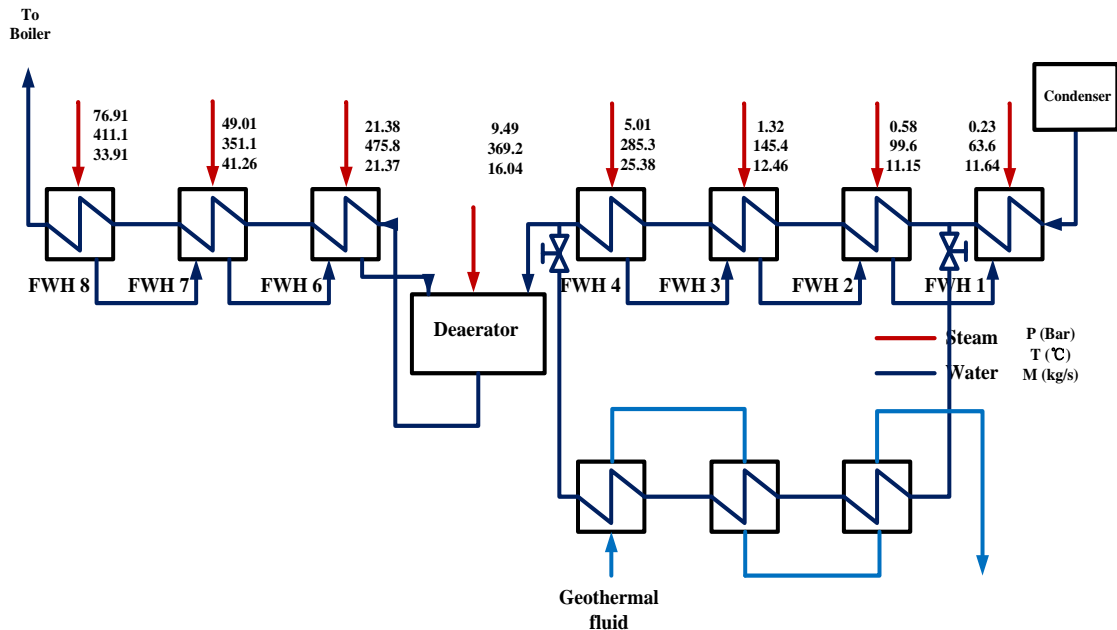 To
Boiler
Condenser
76.91
411.1
33.91
49.01
351.1
41.26
21.38
475.8
21.37
9.49
369.2
16.04
5.01
285.3
25.38
1.32
145.4
12.46
0.58
99.6
11.15
0.23
63.6
11.64
FWH 8
FWH 7
FWH 6
FWH 4
FWH 3
FWH 2
FWH 1
Deaerator
Steam
Water
P (Bar)
T (℃)
M (kg/s)
Geothermal
fluid